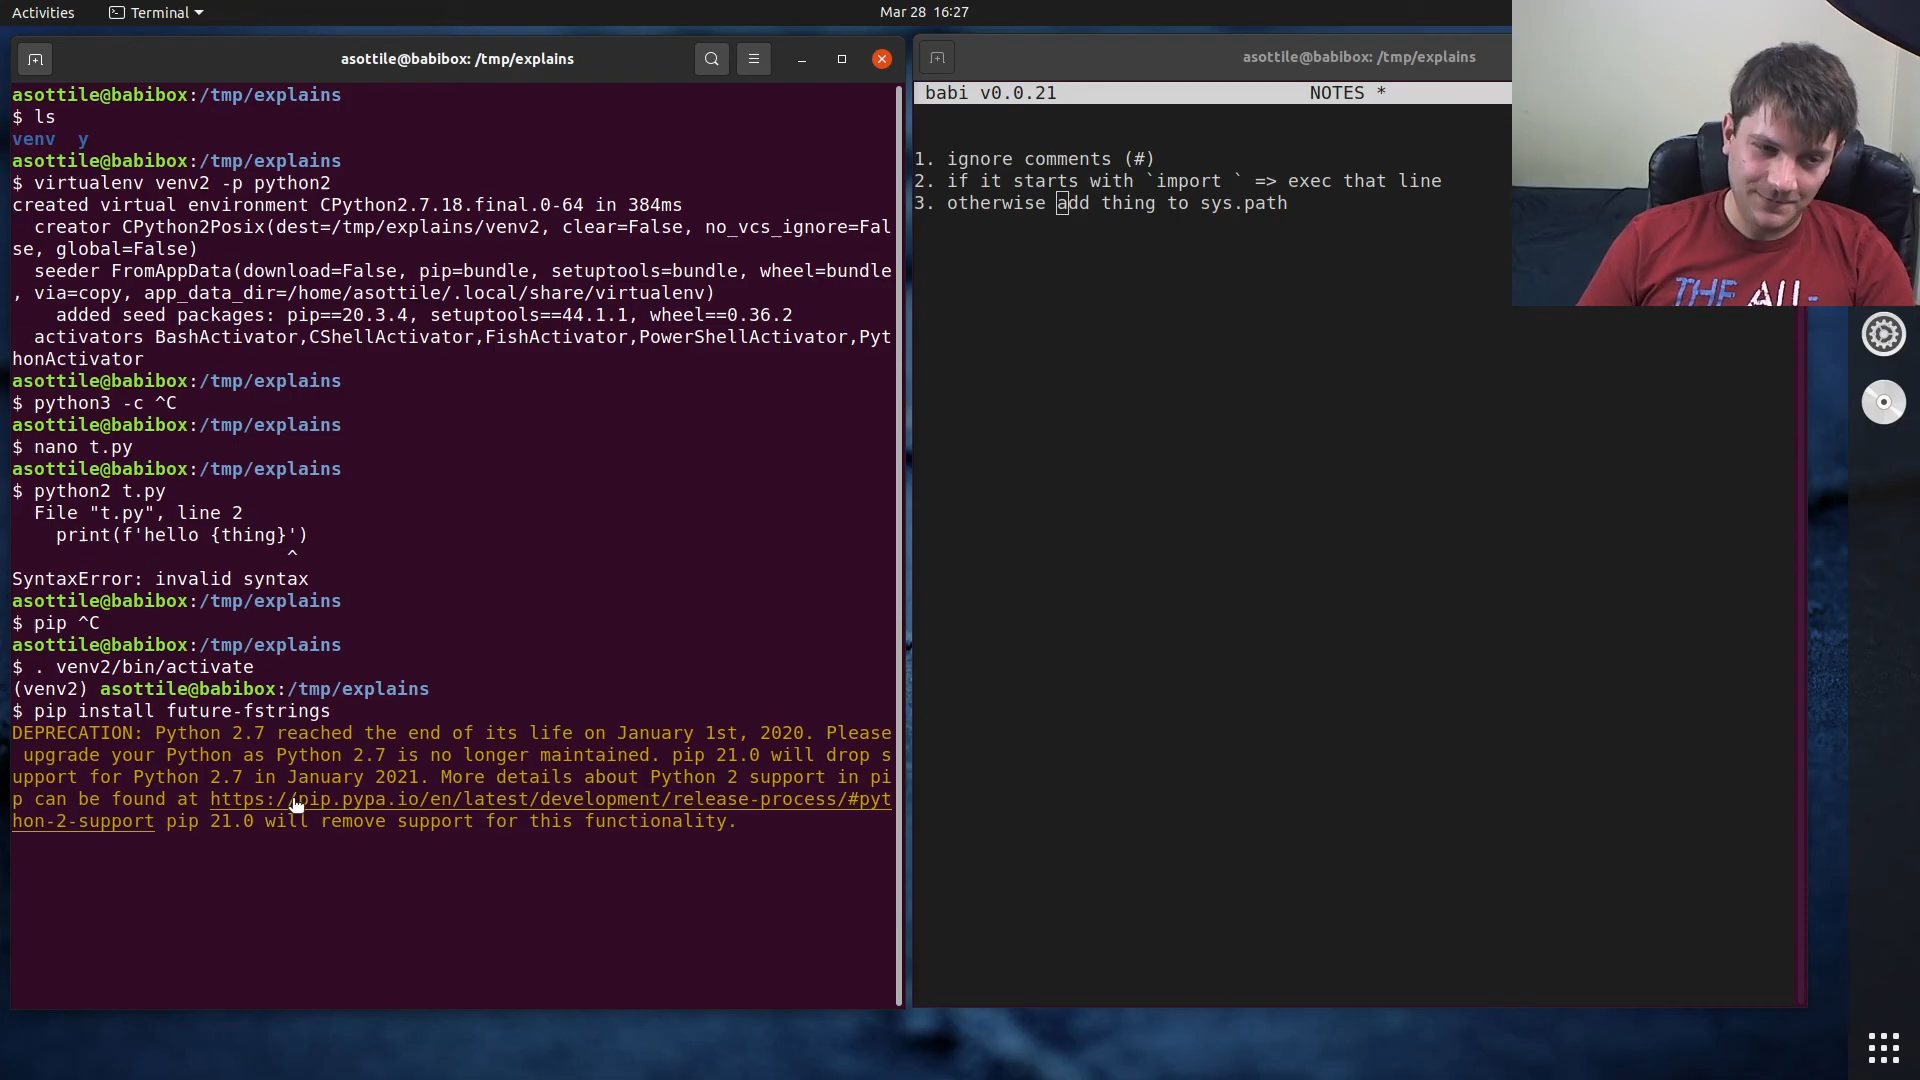 Activities
Terminal
Mar 28 16:27
asottile@babibox: /tmp/explains
asottile@babibox:/tmp/explains
$ ls
venv  y
asottile@babibox:/tmp/explains
$ virtualenv venv2 -p python2
created virtual environment CPython2.7.18.final.0-64 in 384ms
  creator CPython2Posix(dest=/tmp/explains/venv2, clear=False, no_vcs_ignore=Fal
se, global=False)
  seeder FromAppData(download=False, pip=bundle, setuptools=bundle, wheel=bundle
, via=copy, app_data_dir=/home/asottile/.local/share/virtualenv)
    added seed packages: pip==20.3.4, setuptools==44.1.1, wheel==0.36.2
  activators BashActivator,CShellActivator,FishActivator,PowerShellActivator,Pyt
honActivator
asottile@babibox:/tmp/explains
$ python3 -c ^C
asottile@babibox:/tmp/explains
$ nano t.py
asottile@babibox:/tmp/explains
$ python2 t.py
  File "t.py", line 2
    print(f'hello {thing}')
                         ^
SyntaxError: invalid syntax
asottile@babibox:/tmp/explains
$ pip ^C
asottile@babibox:/tmp/explains
$ . venv2/bin/activate
(venv2) asottile@babibox:/tmp/explains
$ pip install future-fstrings
DEPRECATION: Python 2.7 reached the end of its life on January 1st, 2020. Please
 upgrade your Python as Python 2.7 is no longer maintained. pip 21.0 will drop s
upport for Python 2.7 in January 2021. More details about Python 2 support in pi
p can be found at https://pip.pypa.io/en/latest/development/release-process/#pyt
hon-2-support pip 21.0 will remove support for this functionality.
asottile@babibox: /tmp/explains
babi v0.0.21
NOTES *
1. ignore comments (#)
2. if it starts with `import ` => exec that line
3. otherwise add thing to sys.path
THE ALL-